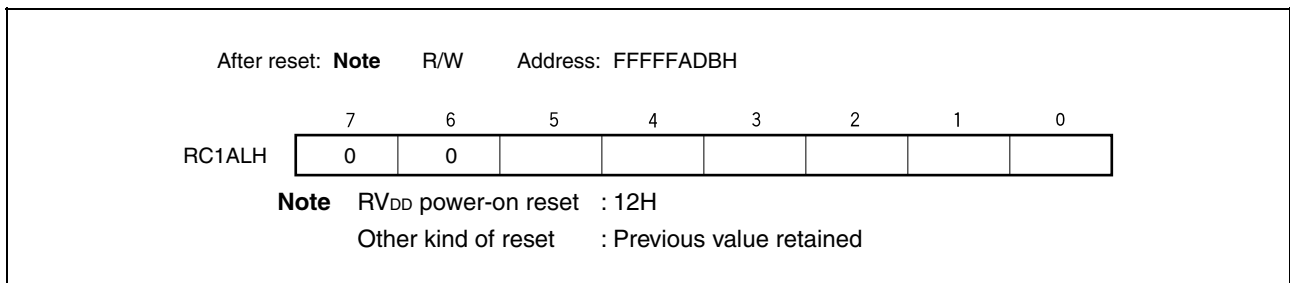 After reset: Note R/W Address: FFFFFADBH
7 6 5 4 3 2 1 0
RC1ALH 0 0
Note RVDD power-on reset : 12H
Other kind of reset : Previous value retained